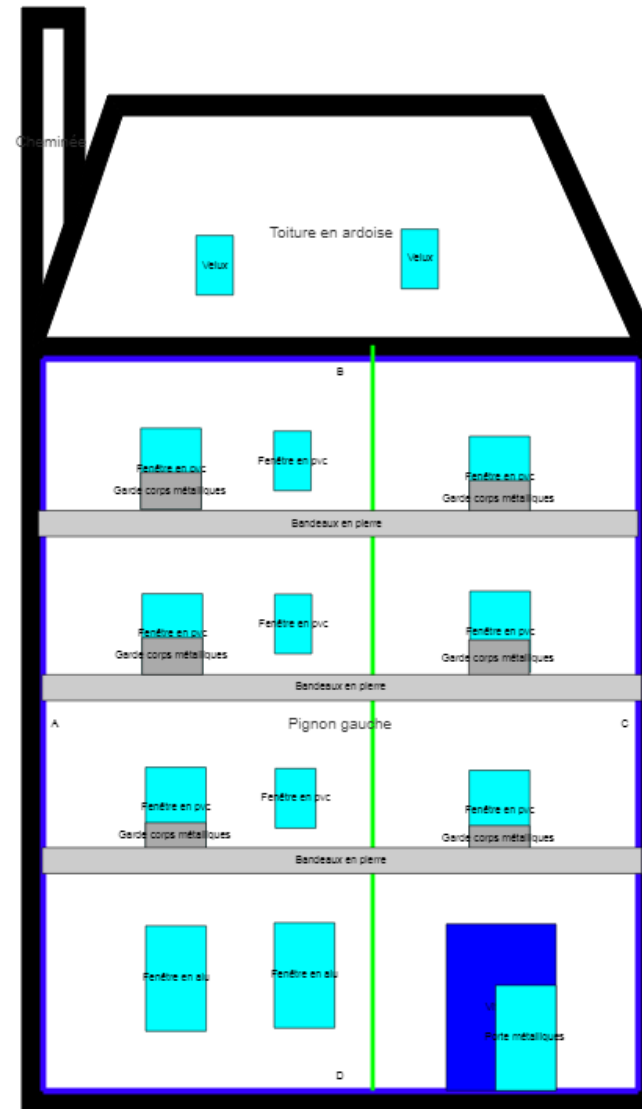 Cheminée
Toiture en ardoise
Velux
Velux
B
Fenêtre en pvc
Fenêtre en pvc
Fenêtre en pvc
Garde corps métalliques
Garde corps métalliques
Bandeaux en pierre
Fenêtre en pvc
Fenêtre en pvc
Fenêtre en pvc
Garde corps métalliques
Garde corps métalliques
Bandeaux en pierre
A
Pignon gauche
C
Fenêtre en pvc
Fenêtre en pvc
Fenêtre en pvc
Garde corps métalliques
Garde corps métalliques
Bandeaux en pierre
Fenêtre en alu
Fenêtre en alu
Porte métalliques
D